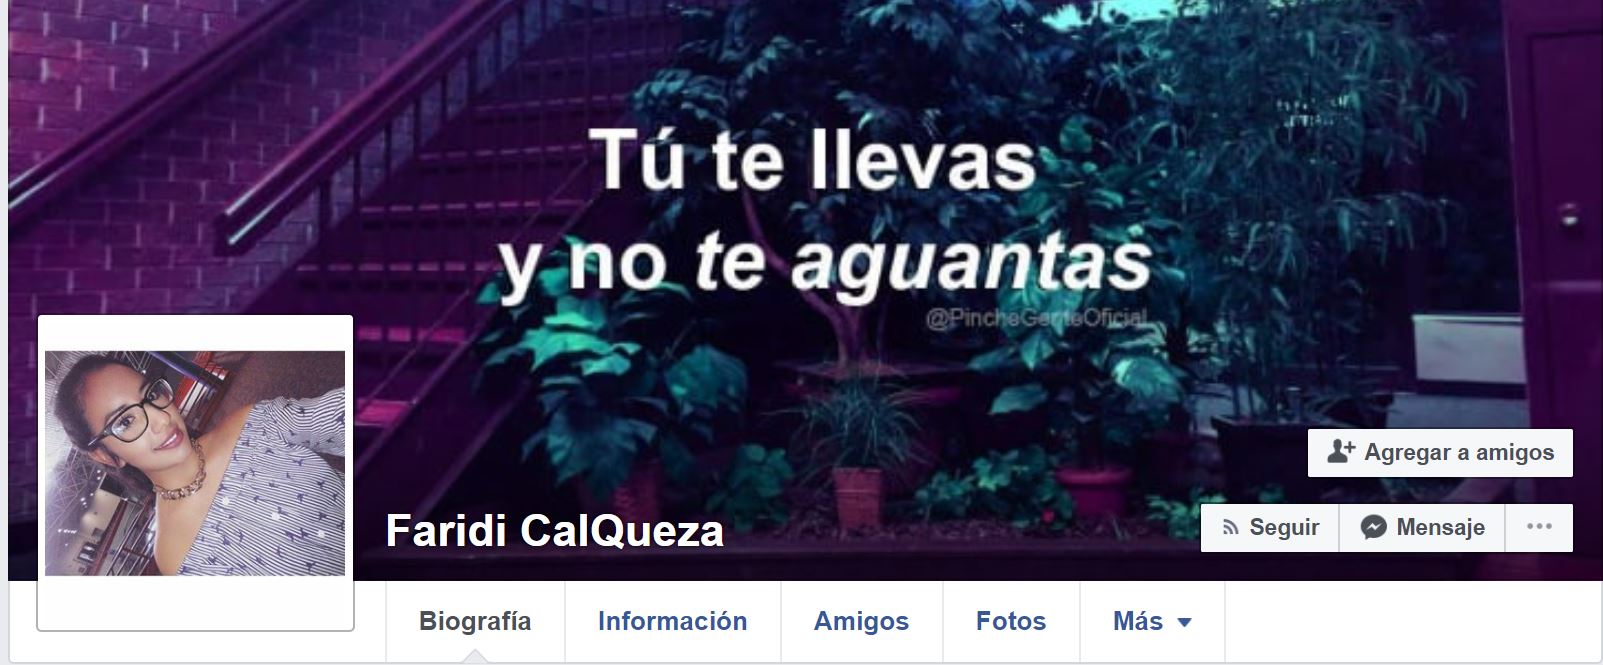 Tú te llevas
y no te aguantas
@PincheGenteOficial
Agregar a amigos
Faridi CalQueza
Seguir
Mensaje
Biografía
Información
Amigos
Fotos
Más